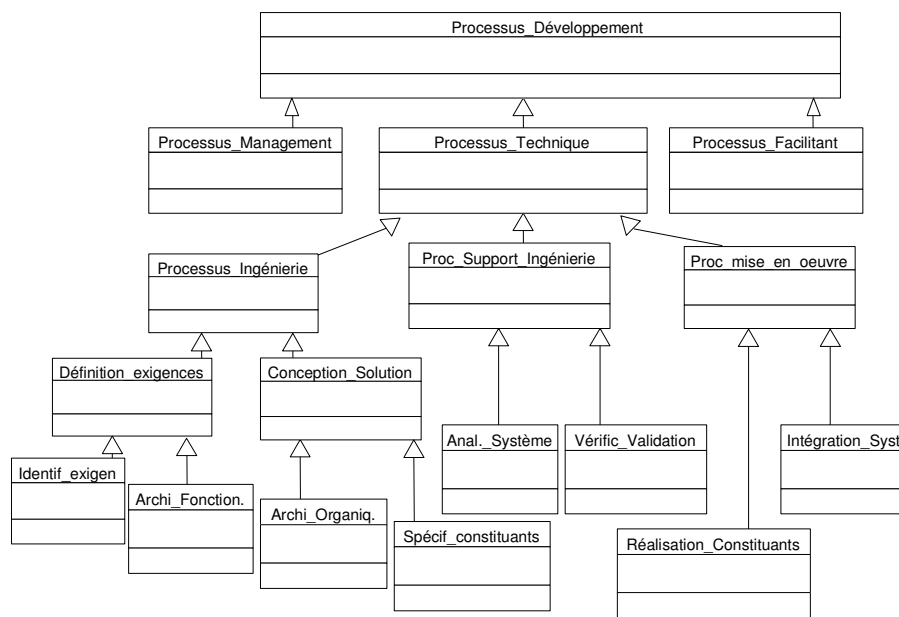 Processus_Développement
Processus_Management
Processus_Technique
Processus_Facilitant
Processus_Ingénierie
Proc_Support_Ingénierie
Proc_mise_en_oeuvre
Définition_exigences
Conception_Solution
Anal._Système
Vérific_Validation
Intégration_Syst
Identif_exigen
Archi_Fonction.
Archi_Organiq.
Spécif_constituants
Réalisation_Constituants